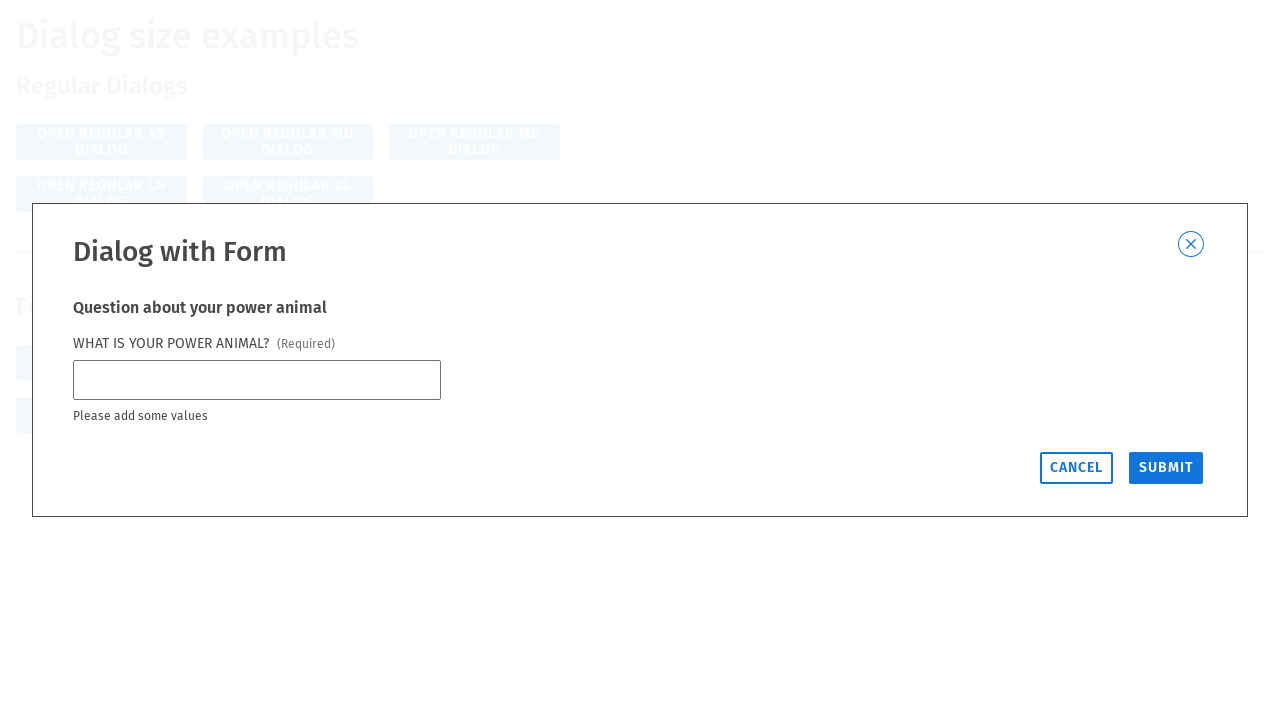 Dialog size examples
Regular Dialogs
OPEN REGULAR XS
DIALOG
OPEN REGULAR MD
DIALOG
OPEN REGULAR MD
DIALOG
OPEN REGULAR LG
DIALOG
OPEN REGULAR XL
DIALOG
Dialog with Form
Question about your power animal
WHAT IS YOUR POWER ANIMAL? (Required)
Please add some values
CANCEL
SUBMIT